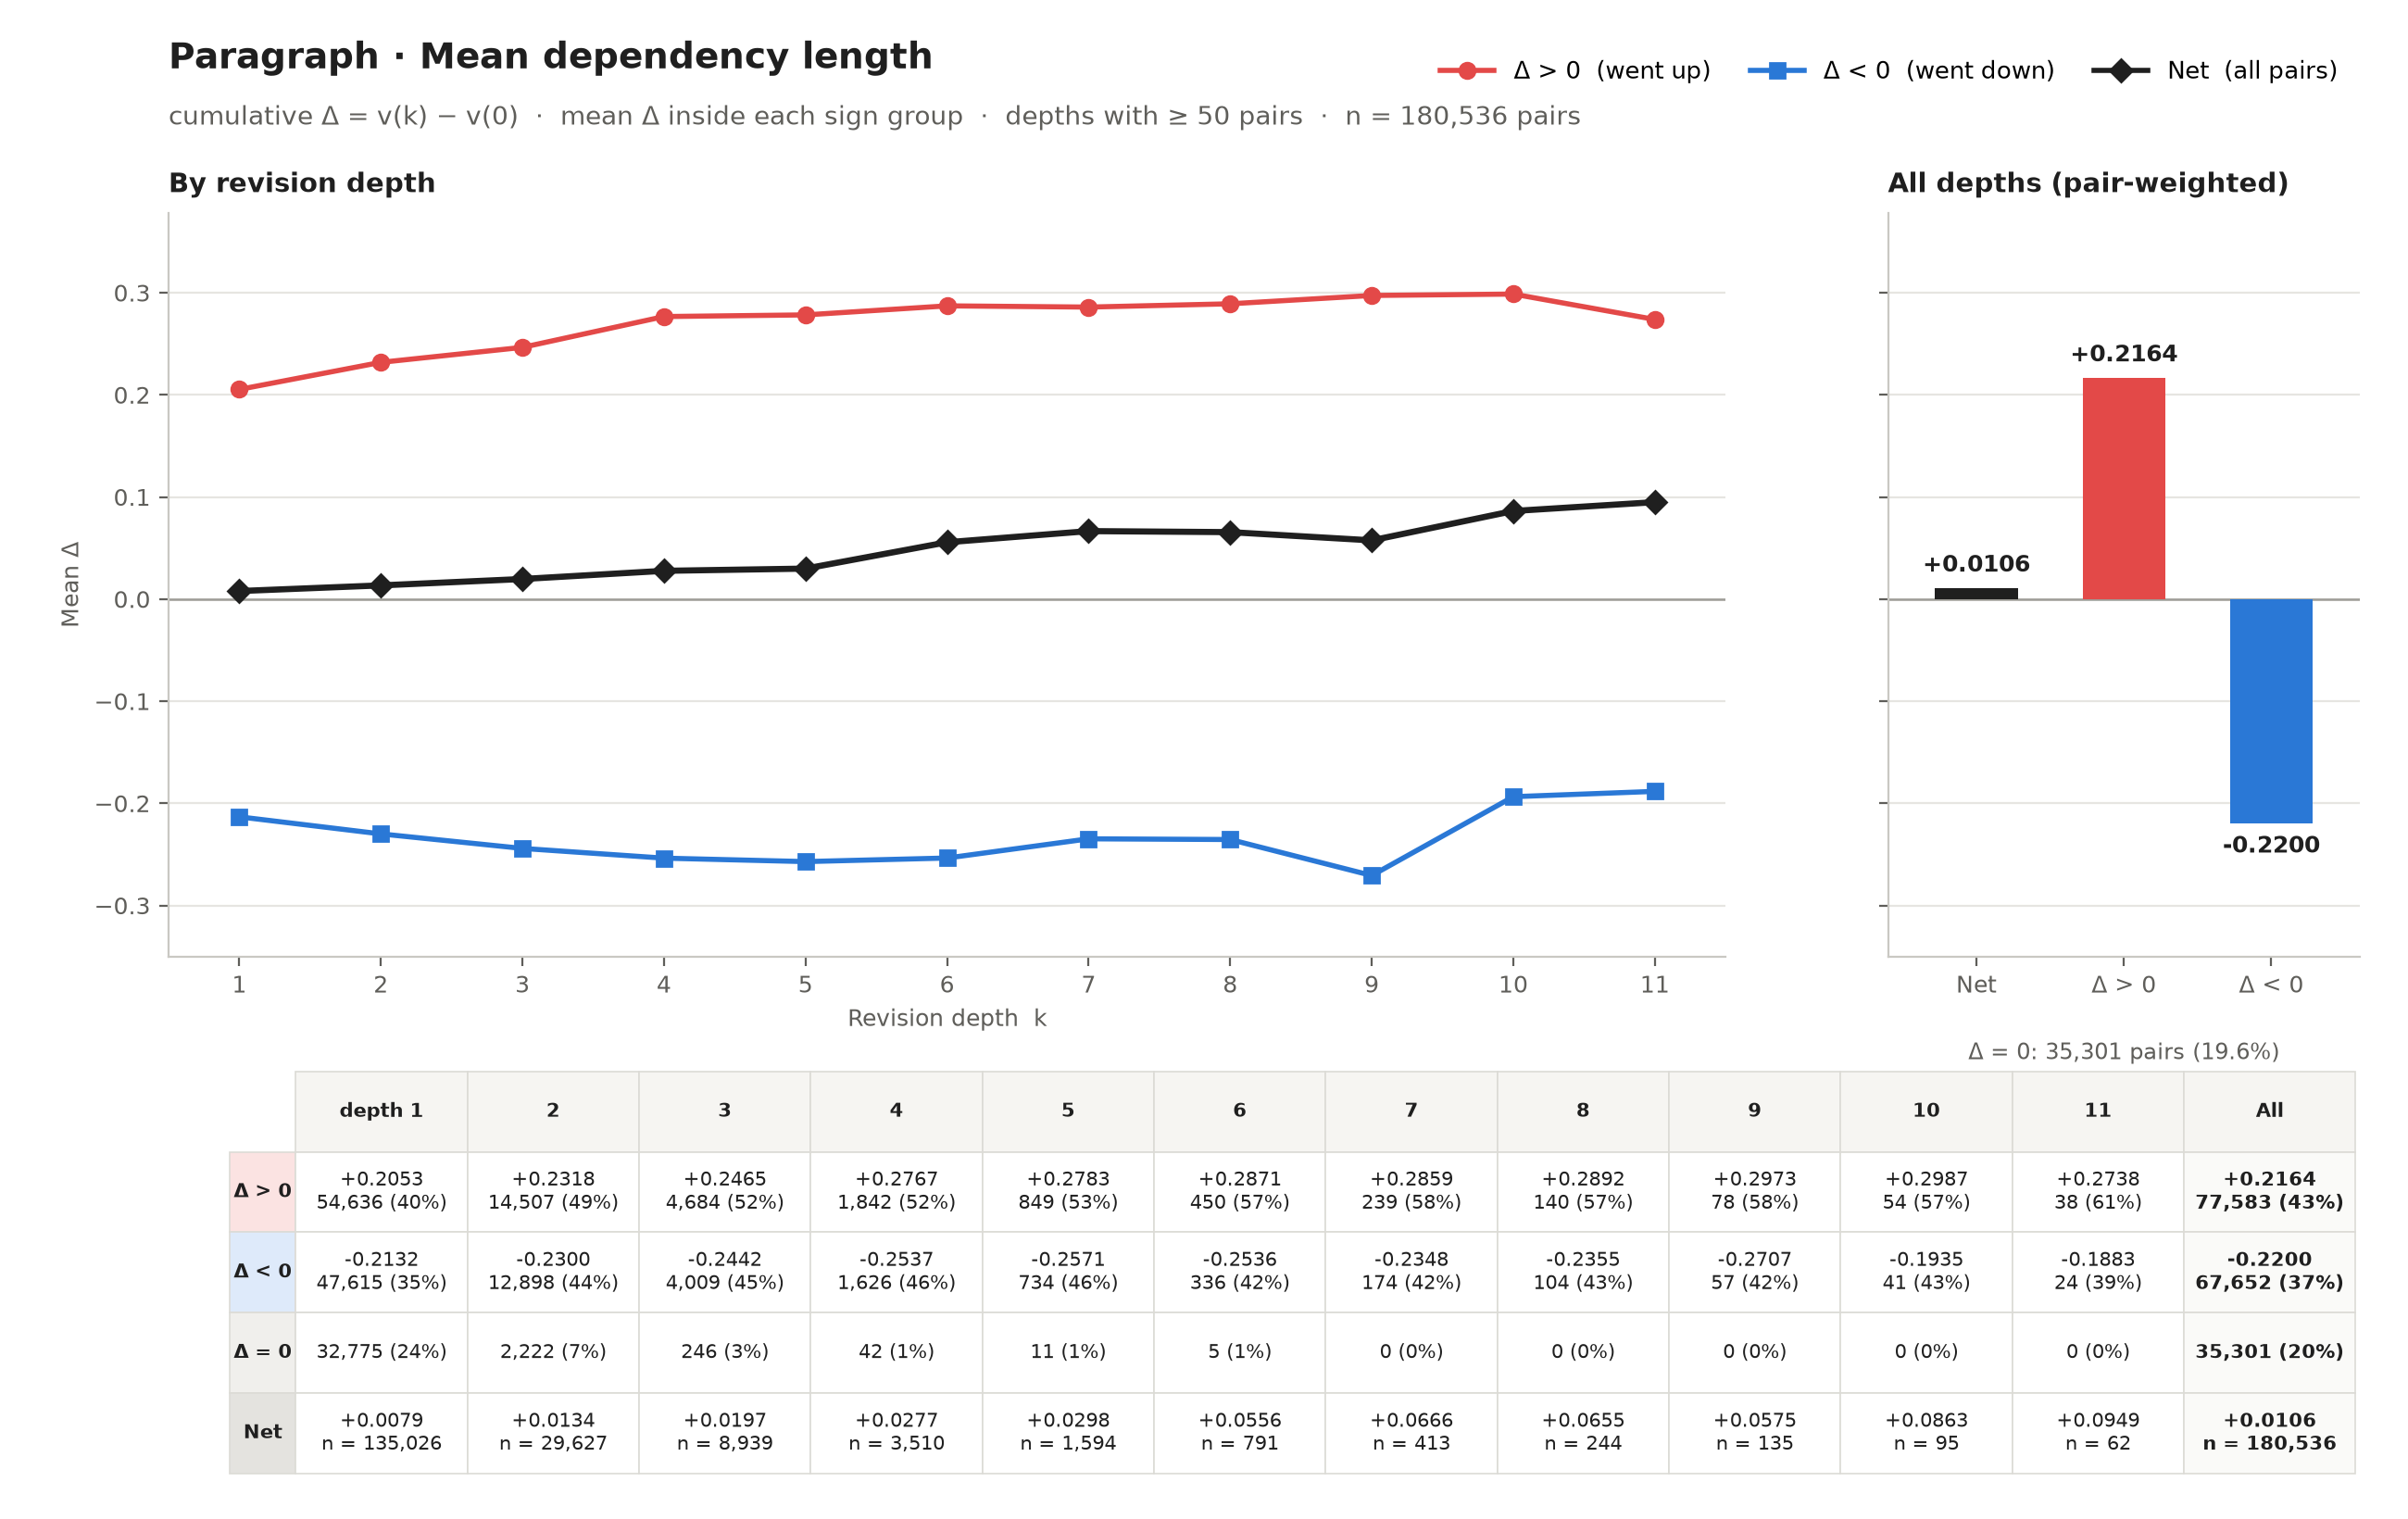 Paragraph · Mean dependency length
Δ > 0  (went up)
Δ < 0  (went down)
Net  (all pairs)
cumulative Δ = v(k) − v(0)  ·  mean Δ inside each sign group  ·  depths with ≥ 50 pairs  ·  n = 180,536 pairs
By revision depth
All depths (pair-weighted)
0.3
0.2
0.1
0.0
−0.1
−0.2
−0.3
Mean Δ
1 2 3 4 5 6 7 8 9 10 11
Revision depth  k
+0.0106
+0.2164
-0.2200
Net
Δ > 0
Δ < 0
Δ = 0: 35,301 pairs (19.6%)
depth 1 2 3 4 5 6 7 8 9 10 11 All
Δ > 0
+0.2053 +0.2318 +0.2465 +0.2767 +0.2783 +0.2871 +0.2859 +0.2892 +0.2973 +0.2987 +0.2738 +0.2164
54,636 (40%) 14,507 (49%) 4,684 (52%) 1,842 (52%) 849 (53%) 450 (57%) 239 (58%) 140 (57%) 78 (58%) 54 (57%) 38 (61%) 77,583 (43%)
Δ < 0
-0.2132 -0.2300 -0.2442 -0.2537 -0.2571 -0.2536 -0.2348 -0.2355 -0.2707 -0.1935 -0.1883 -0.2200
47,615 (35%) 12,898 (44%) 4,009 (45%) 1,626 (46%) 734 (46%) 336 (42%) 174 (42%) 104 (43%) 57 (42%) 41 (43%) 24 (39%) 67,652 (37%)
Δ = 0 32,775 (24%) 2,222 (7%) 246 (3%) 42 (1%) 11 (1%) 5 (1%) 0 (0%) 0 (0%) 0 (0%) 0 (0%) 0 (0%) 35,301 (20%)
Net
+0.0079 +0.0134 +0.0197 +0.0277 +0.0298 +0.0556 +0.0666 +0.0655 +0.0575 +0.0863 +0.0949 +0.0106
n = 135,026 n = 29,627 n = 8,939 n = 3,510 n = 1,594 n = 791 n = 413 n = 244 n = 135 n = 95 n = 62 n = 180,536